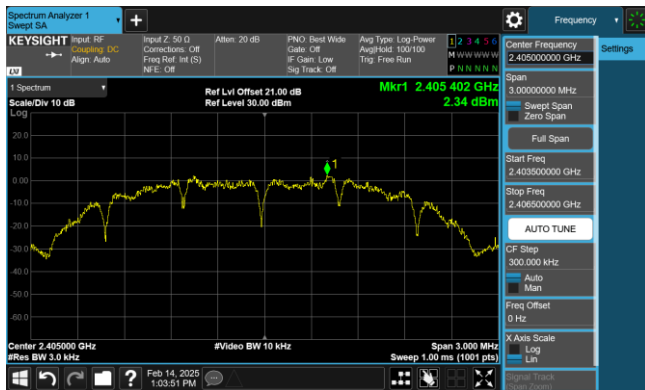 Spectrum Analyzer 1
Swept SA
Frequency
KEYSIGHT
Input: RF
Coupling: DC
Align: Auto
Input Z: 50 Ω
Corrections: Off
Freq Ref: Int (S)
NFE: Off
Atten: 20 dB
PNO: Best Wide
Gate: Off
IF Gain: Low
Sig Track: Off
Avg Type: Log-Power
Avg|Hold: 100/100
Trig: Free Run
1 2 3 4 5 6
M W W W W W
P N N N N N
LXI
1 Spectrum
Scale/Div 10 dB
Log
Ref Lvl Offset 21.00 dB
Ref Level 30.00 dBm
Mkr1 2.405 402 GHz
2.34 dBm
20.0
10.0
0.00
-10.0
-20.0
-30.0
-40.0
-50.0
-60.0
1
Center 2.405000 GHz
#Res BW 3.0 kHz
#Video BW 10 kHz
Span 3.000 MHz
Sweep 1.00 ms (1001 pts)
Feb 14, 2025
1:03:51 PM
Center Frequency
2.405000000 GHz
Span
3.00000000 MHz
Swept Span
Zero Span
Full Span
Start Freq
2.403500000 GHz
Stop Freq
2.406500000 GHz
AUTO TUNE
CF Step
300.000 kHz
Auto
Man
Freq Offset
0 Hz
X Axis Scale
Log
Lin
Signal Track
(Span Zoom)
Settings